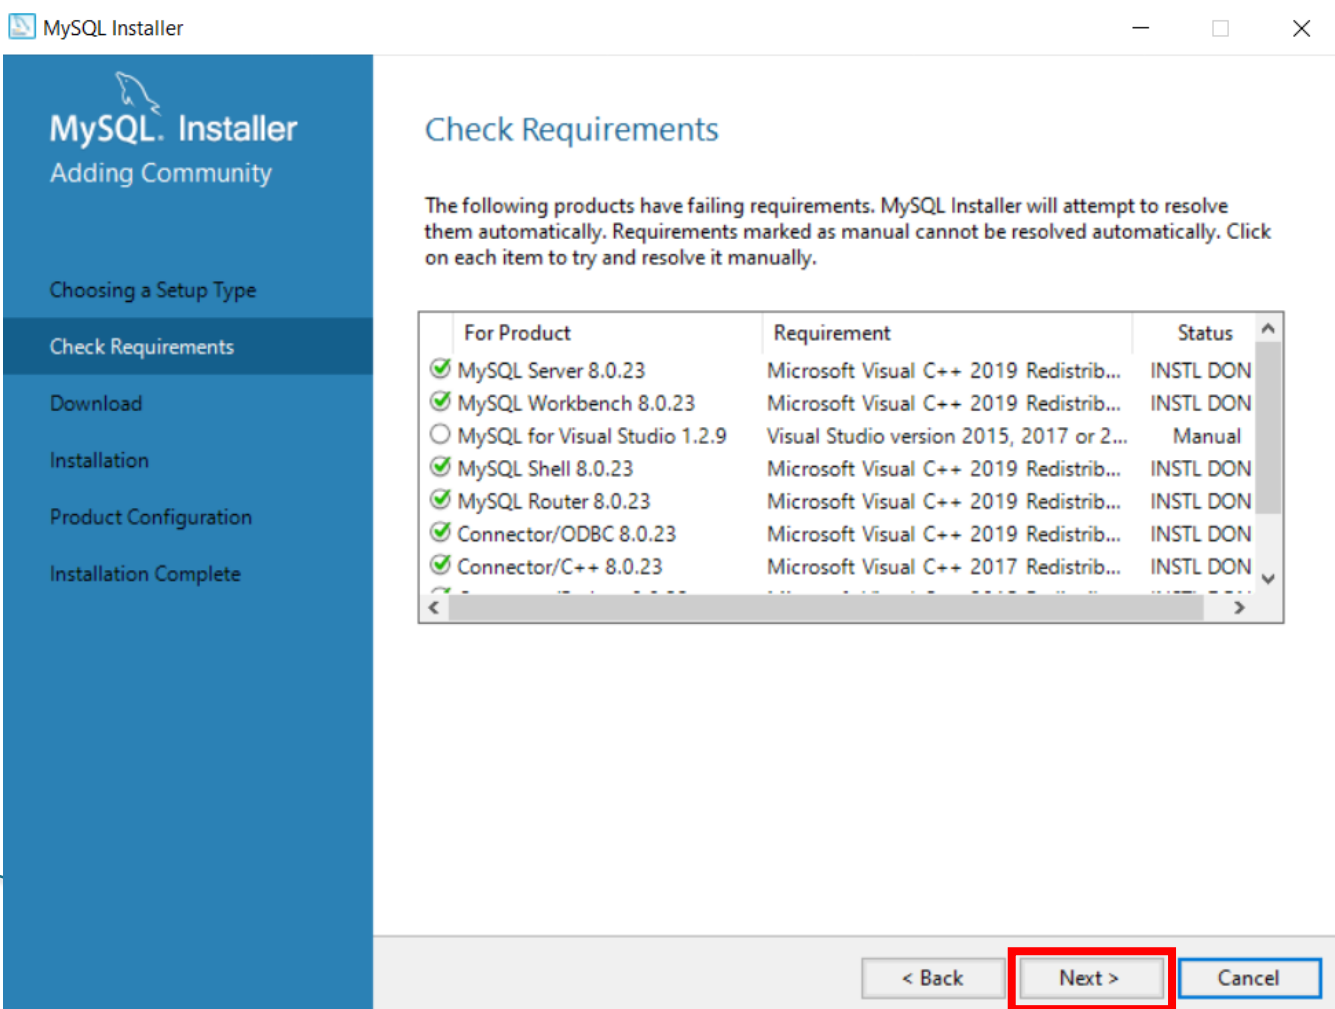 MySQL Installer
MySQL. Installer
Adding Community
Choosing a Setup Type
Check Requirements
Download
Installation
Product Configuration
Installation Complete
Check Requirements
The following products have failing requirements. MySQL Installer will attempt to resolve
them automatically. Requirements marked as manual cannot be resolved automatically. Click
on each item to try and resolve it manually.
For Product Requirement Status
MySQL Server 8.0.23 Microsoft Visual C++ 2019 Redistrib... INSTL DON
MySQL Workbench 8.0.23 Microsoft Visual C++ 2019 Redistrib... INSTL DON
MySQL for Visual Studio 1.2.9 Visual Studio version 2015, 2017 or 2... Manual
MySQL Shell 8.0.23 Microsoft Visual C++ 2019 Redistrib... INSTL DON
MySQL Router 8.0.23 Microsoft Visual C++ 2019 Redistrib... INSTL DON
Connector/ODBC 8.0.23 Microsoft Visual C++ 2019 Redistrib... INSTL DON
Connector/C++ 8.0.23 Microsoft Visual C++ 2017 Redistrib... INSTL DON
< Back Next > Cancel